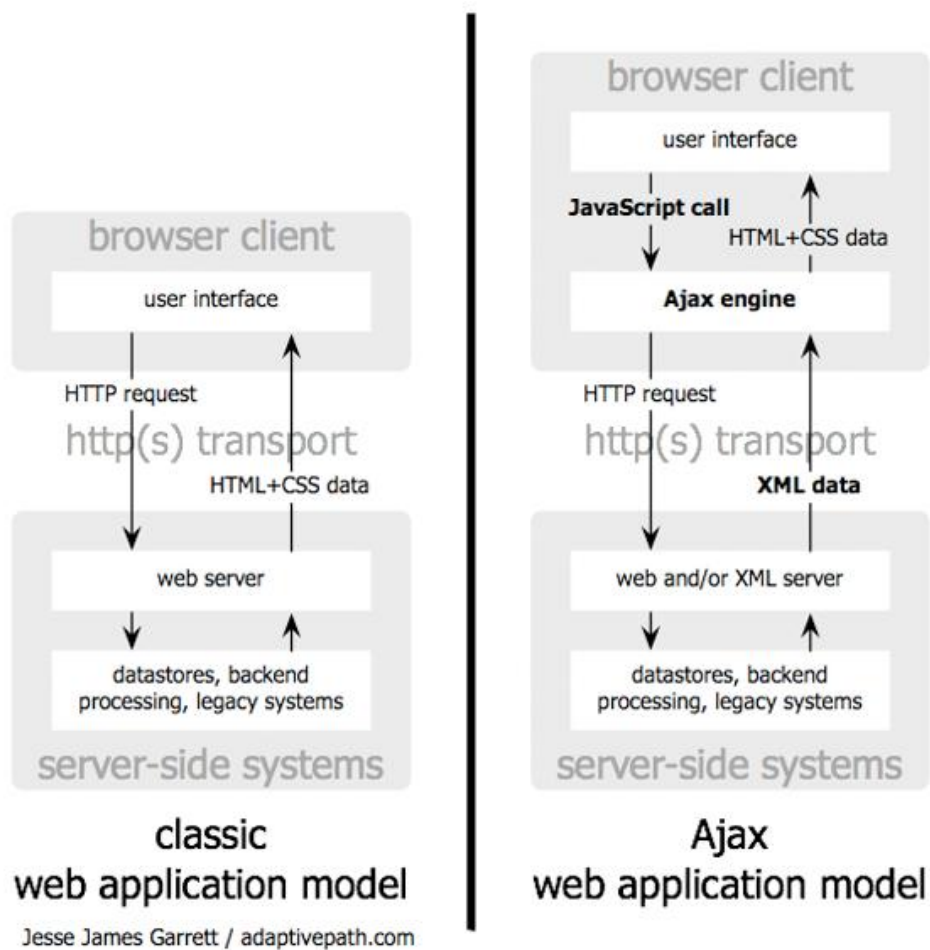 browser client
user interface
HTTP request
http(s) transport
HTML+CSS data
web server
datastores, backend
processing, legacy systems
server-side systems
classic
web application model
Jesse James Garrett / adaptivepath.com
browser client
user interface
JavaScript call
HTML+CSS data
Ajax engine
HTTP request
http(s) transport
XML data
web and/or XML server
datastores, backend
processing, legacy systems
server-side systems
Ajax
web application model